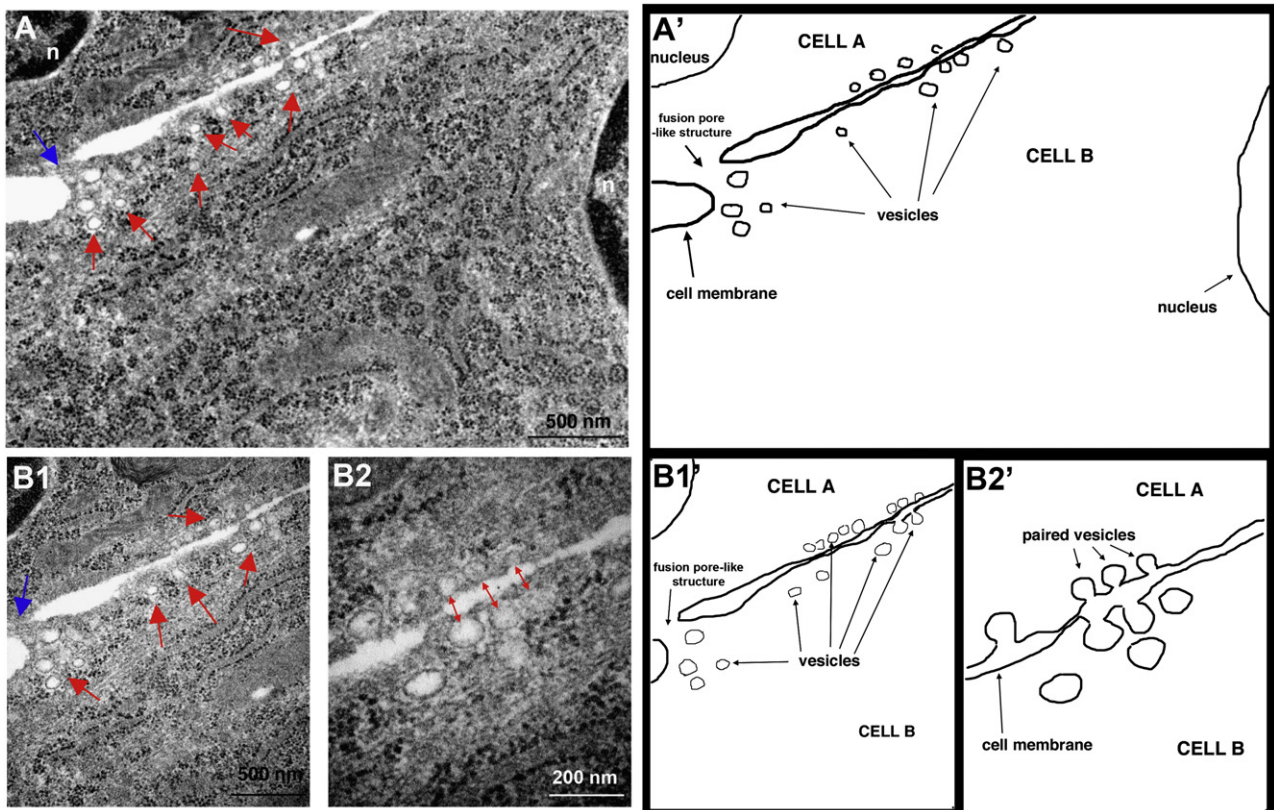 A
n
n
500 nm
A’
CELL A
nucleus
fusion pore
-like structure
CELL B
vesicles
cell membrane
nucleus
B1
500 nm
B2
200 nm
B1’
CELL A
fusion pore-like
structure
vesicles
CELL B
B2’
CELL A
paired vesicles
cell membrane
CELL B